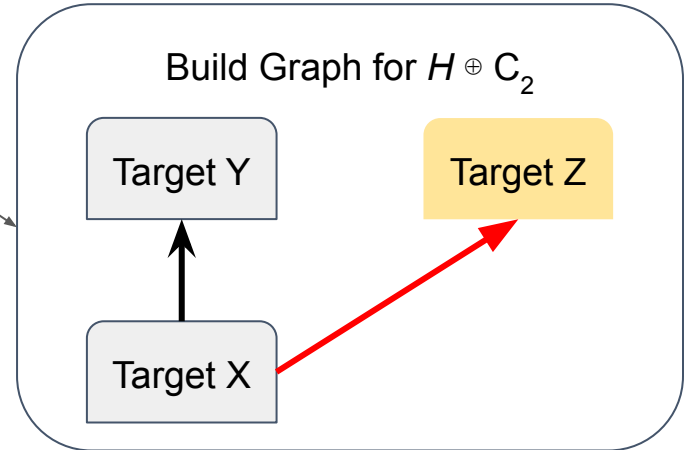 Build Graph for H ⊕ C₂
Target Y
Target Z
Target X